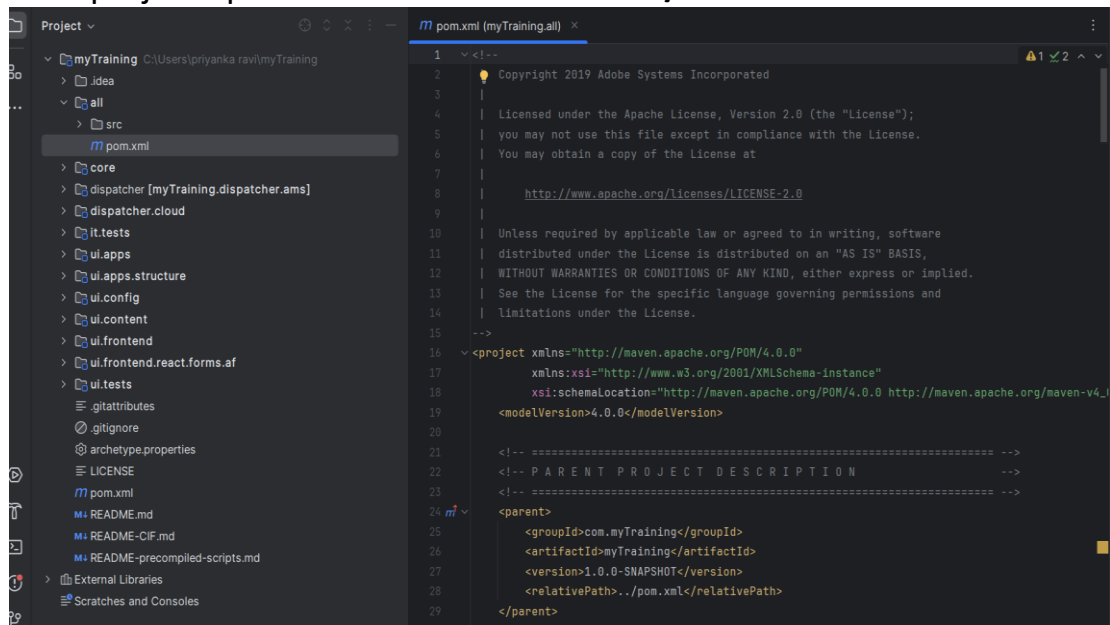 Project
myTraining C:\Users\priyanka ravi\myTraining
.idea
all
src
pom.xml
core
dispatcher [myTraining.dispatcher.ams]
dispatcher.cloud
it.tests
ui.apps
ui.apps.structure
ui.config
ui.content
ui.frontend
ui.frontend.react.forms.af
ui.tests
.gitattributes
.gitignore
archetype.properties
LICENSE
pom.xml
README.md
README-CIF.md
README-precompiled-scripts.md
External Libraries
Scratches and Consoles
pom.xml (myTraining.all)
1 <!--
1 2
2 Copyright 2019 Adobe Systems Incorporated
3 |
4 | Licensed under the Apache License, Version 2.0 (the "License");
5 | you may not use this file except in compliance with the License.
6 | You may obtain a copy of the License at
7 |
8 | http://www.apache.org/licenses/LICENSE-2.0
9 |
10 | Unless required by applicable law or agreed to in writing, software
11 | distributed under the License is distributed on an "AS IS" BASIS,
12 | WITHOUT WARRANTIES OR CONDITIONS OF ANY KIND, either express or implied.
13 | See the License for the specific language governing permissions and
14 | limitations under the License.
15 -->
16 <project xmlns="http://maven.apache.org/POM/4.0.0"
17 xmlns:xsi="http://www.w3.org/2001/XMLSchema-instance"
18 xsi:schemaLocation="http://maven.apache.org/POM/4.0.0 http://maven.apache.org/maven-v4_
19 <modelVersion>4.0.0</modelVersion>
20
21 <!-- ====================================================================== -->
22 <!-- P A R E N T P R O J E C T D E S C R I P T I O N -->
23 <!-- ====================================================================== -->
24 <parent>
25 <groupId>com.myTraining</groupId>
26 <artifactId>myTraining</artifactId>
27 <version>1.0.0-SNAPSHOT</version>
28 <relativePath>../pom.xml</relativePath>
29 </parent>